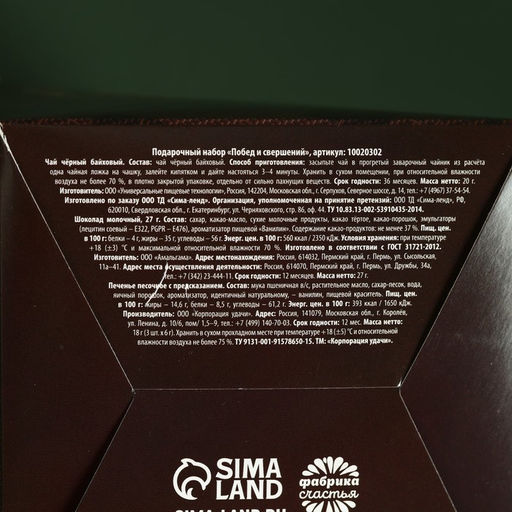 Подарочный набор «Побед и свершений», артикул: 10020302
Чай чёрный байховый. Состав: чай чёрный байховый. Способ приготовления: засыпьте чай в прогретый заварочный чайник из расчёта
одна чайная ложка на чашку, залейте кипятком и дайте настояться 3–4 минуты. Хранить в сухом помещении, при относительной влажности
воздуха не более 70 %, в плотно закрытой упаковке, отдельно от сильно пахнущих веществ. Срок годности: 36 месяцев. Масса нетто: 20 г.
Изготовитель: ООО «Универсальные пищевые технологии», Россия, 142204, Московская обл., г. Серпухов, Северное шоссе, д. 14, тел.: +7 (4967) 37-54-54.
Изготовлено по заказу ООО ТД «Сима-ленд». Организация, уполномоченная на принятие претензий: ООО ТД «Сима-ленд», РФ,
620010, Свердловская обл., г. Екатеринбург, ул. Черняховского, стр. 86, оф. 44. ТУ 10.83.13-002-53910435-2014.
Шоколад молочный, 27 г. Состав: сахар, какао-масло, сухие молочные продукты, какао тёртое, какао-порошок, эмульгаторы
(лецитин соевый – Е322, PGPR – Е476), ароматизатор пищевой «Ванилин». Содержание какао-продуктов: не менее 37 %. Пищ. цен.
в 100 г: белки – 4 г, жиры – 35 г, углеводы – 56 г. Энерг. цен. в 100 г: 560 ккал / 2350 кДж. Условия хранения: при температуре
+18 (±3) °С и максимальной относительной влажности 70 %. Изготовлено в соответствии с ГОСТ 31721-2012.
Изготовитель: ООО «Амальгама». Адрес местонахождения: Россия, 614032, Пермский край, г. Пермь, ул. Сысольская,
11а–41. Адрес места осуществления деятельности: Россия, 614070, Пермский край, г. Пермь, ул. Дружбы, 34а,
тел.: +7 (342) 23-444-11. Срок годности: 12 месяцев. Масса нетто: 27 г.
Печенье песочное с предсказанием. Состав: мука пшеничная в/с, растительное масло, сахар-песок, вода,
яичный порошок, ароматизатор, идентичный натуральному, – ванилин, пищевой краситель. Пищ. цен.
в 100 г: жиры – 14,6 г, белки – 8,5 г, углеводы – 61,2 г. Энерг. цен. в 100 г: 393 ккал / 1650 кДж.
Производитель: ООО «Корпорация удачи». Адрес: Россия, 141079, Московская обл., г. Королёв,
ул. Ленина, д. 10/6, пом/ 1,5–9, тел.: +7 (499) 140-70-03. Срок годности: 12 мес. Масса нетто:
18 г (3 шт. х 6 г). Хранить в сухом прохладном месте при температуре +18 (±5) °С и относительной
влажности воздуха не более 75 %. ТУ 9131-001-91578650-15. ТМ: «Корпорация удачи».
SIMA
LAND
фабрика
счастья
SIMA-LAND.RU